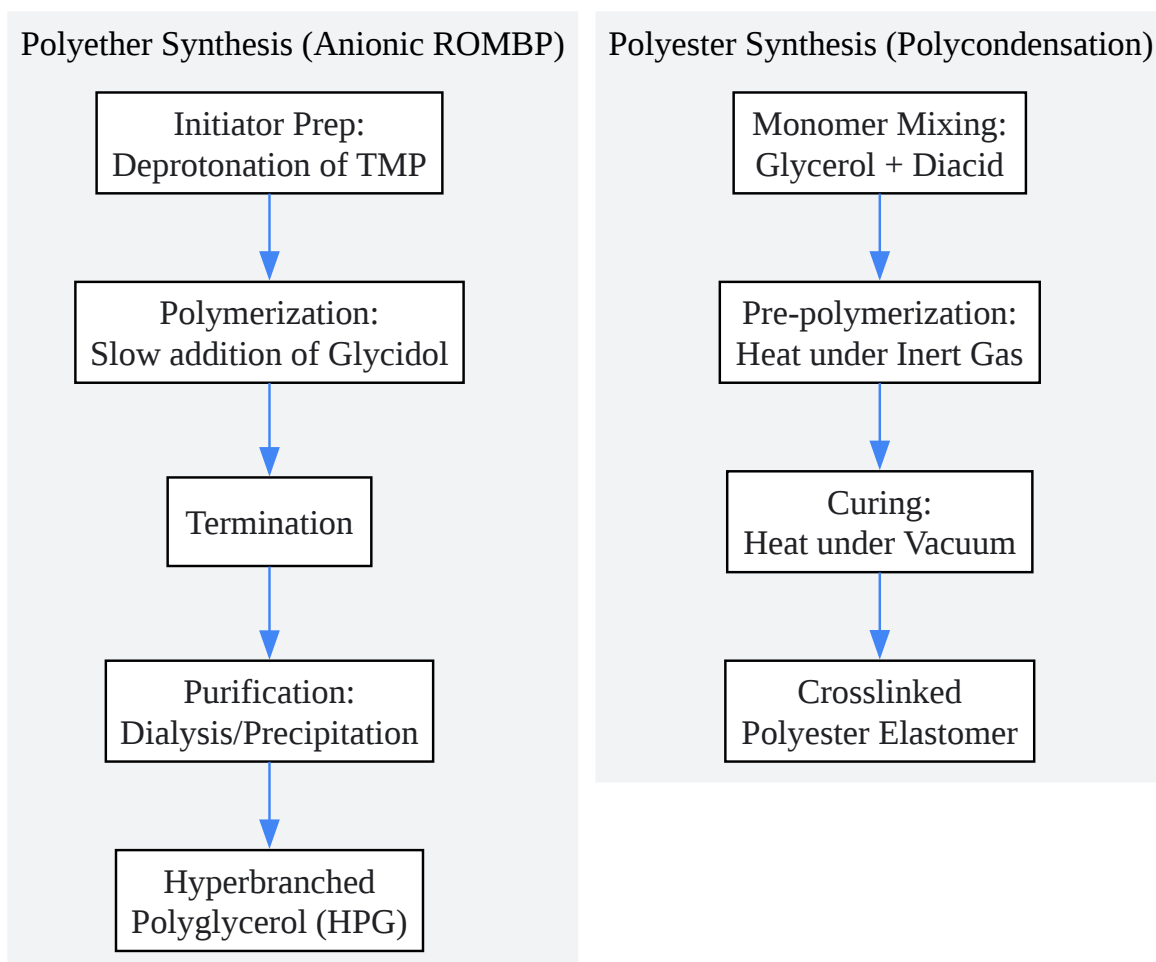 Polyether Synthesis (Anionic ROMBP)
Initiator Prep:
Deprotonation of TMP
Polymerization:
Slow addition of Glycidol
Termination
Purification:
Dialysis/Precipitation
Hyperbranched
Polyglycerol (HPG)
Polyester Synthesis (Polycondensation)
Monomer Mixing:
Glycerol + Diacid
Pre-polymerization:
Heat under Inert Gas
Curing:
Heat under Vacuum
Crosslinked
Polyester Elastomer